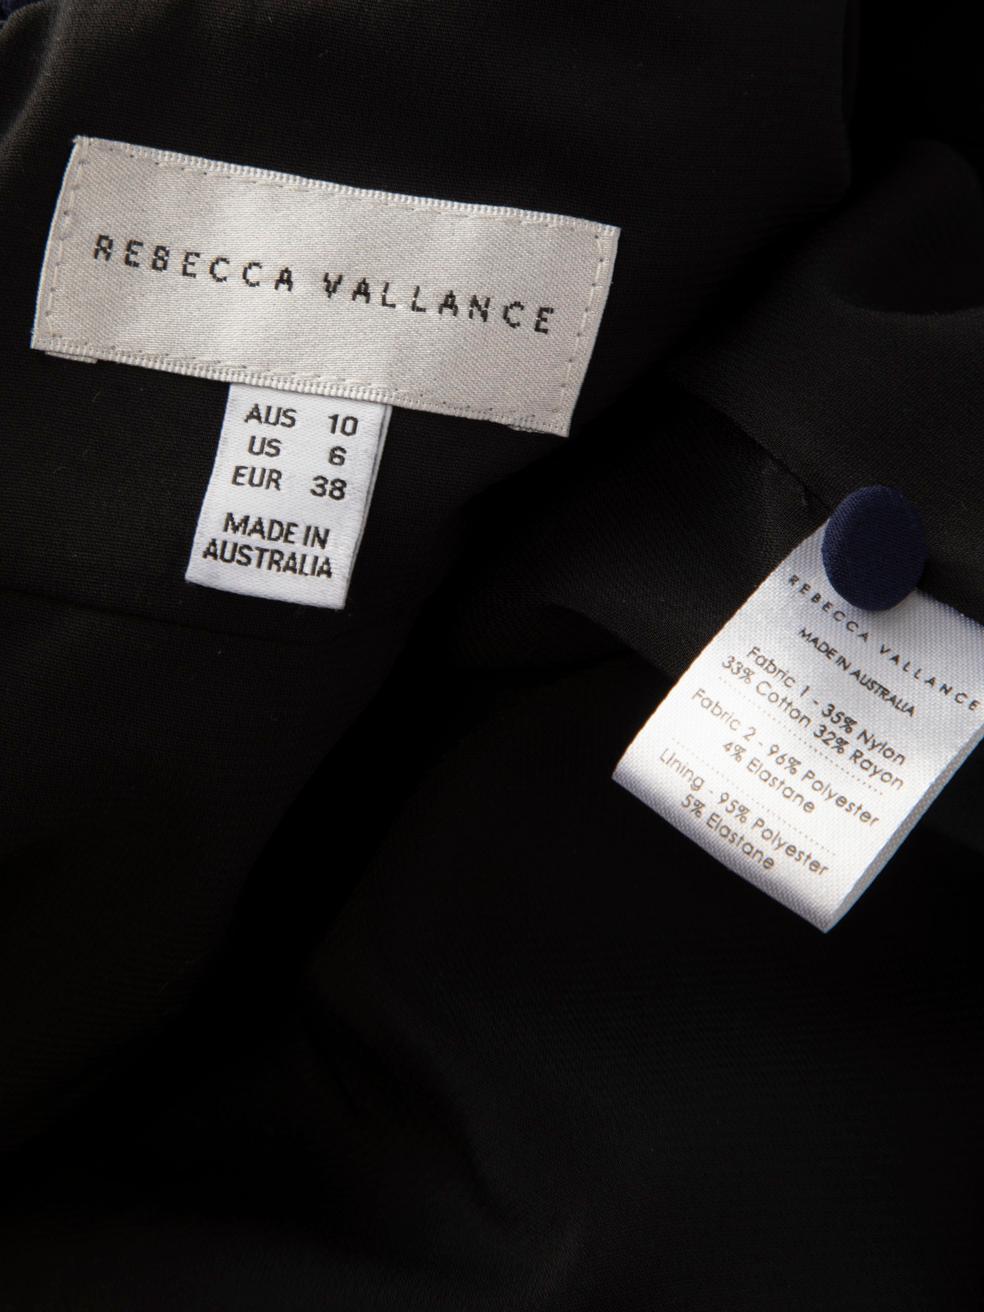 REBECCA VALLANCE
AUS 10
US 6
EUR 38
MADE IN
AUSTRALIA
REBECCA VALLANCE
MADE IN AUSTRALIA
Fabric 1 - 35% Nylon
33% Cotton 32% Rayon
Fabric 2 - 96% Polyester
4% Elastane
Lining - 95% Polyester
5% Elastane